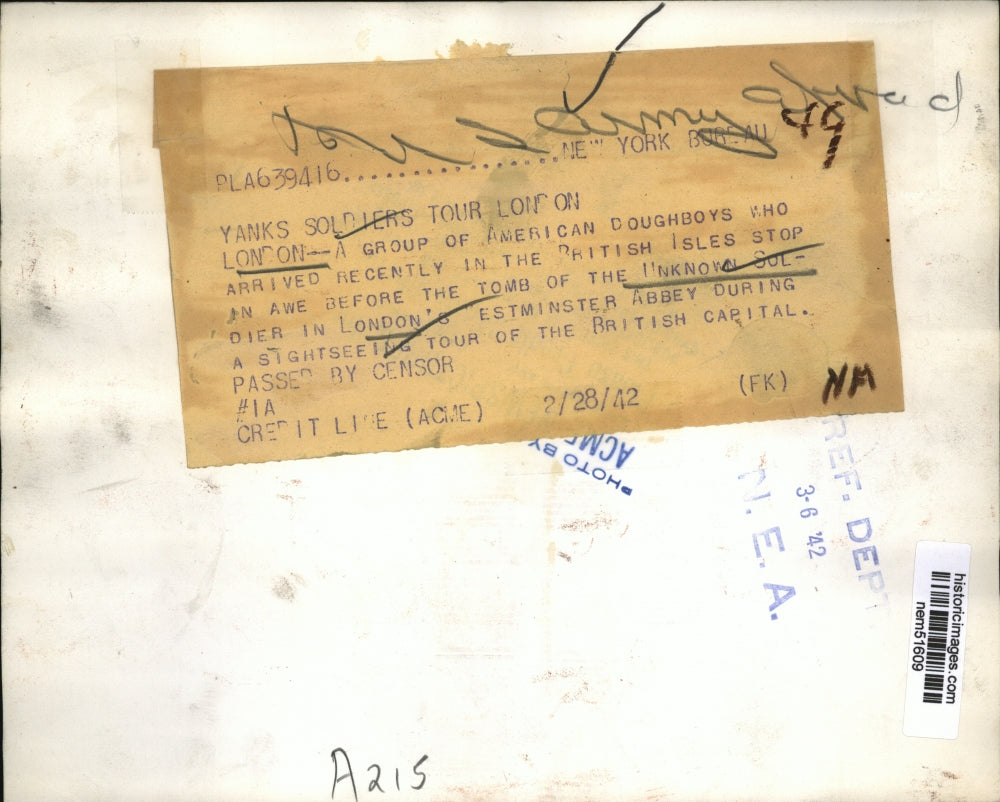 PLA639416..................NEW YORK BUREAU
49
YANKS SOLDIERS TOUR LONDON
LONDON--A GROUP OF AMERICAN DOUGHBOYS WHO
ARRIVED RECENTLY IN THE BRITISH ISLES STOP
IN AWE BEFORE THE TOMB OF THE UNKNOWN SOL-
DIER IN LONDON'S WESTMINSTER ABBEY DURING
A SIGHTSEEING TOUR OF THE BRITISH CAPITAL.
PASSED BY CENSOR
#1A
CREDIT LINE (ACME) 2/28/42 (FK)
NM
PHOTO BY
ACME
REF. DEPT
3-6 '42
N. E. A.
historicimages.com
nem51609
A215